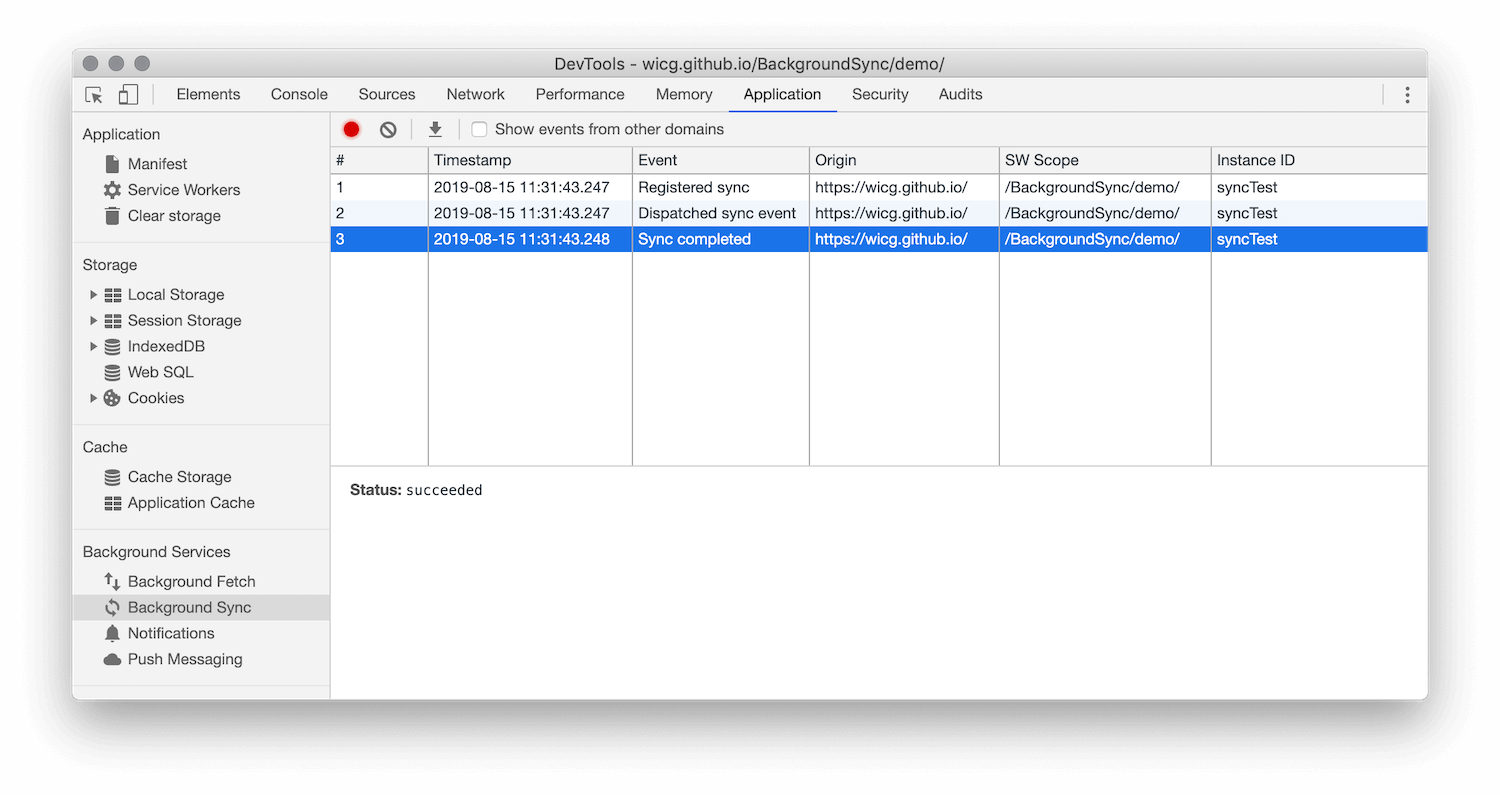 DevTools - wicg.github.io/BackgroundSync/demo/
Elements Console Sources Network Performance Memory Application Security Audits
Application
Manifest
Service Workers
Clear storage
Storage
Local Storage
Session Storage
IndexedDB
Web SQL
Cookies
Cache
Cache Storage
Application Cache
Background Services
Background Fetch
Background Sync
Notifications
Push Messaging
Show events from other domains
# Timestamp Event Origin SW Scope Instance ID
1 2019-08-15 11:31:43.247 Registered sync https://wicg.github.io/ /BackgroundSync/demo/ syncTest
2 2019-08-15 11:31:43.247 Dispatched sync event https://wicg.github.io/ /BackgroundSync/demo/ syncTest
3 2019-08-15 11:31:43.248 Sync completed https://wicg.github.io/ /BackgroundSync/demo/ syncTest
Status: succeeded